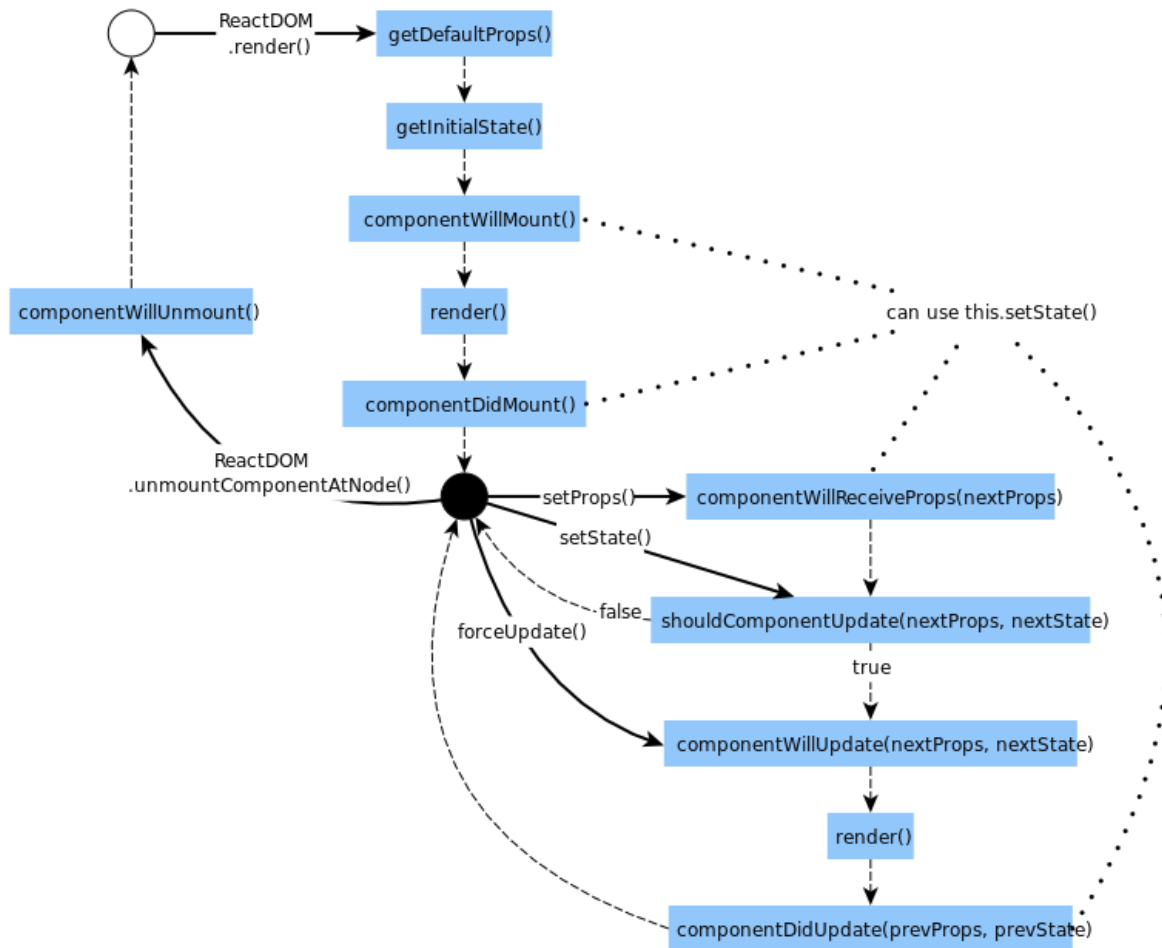 ReactDOM
.render()
getDefaultProps()
getInitialState()
componentWillMount()
componentWillUnmount()
render()
can use this.setState()
componentDidMount()
ReactDOM
.unmountComponentAtNode()
setProps()
componentWillReceiveProps(nextProps)
setState()
false
shouldComponentUpdate(nextProps, nextState)
forceUpdate()
true
componentWillUpdate(nextProps, nextState)
render()
componentDidUpdate(prevProps, prevState)